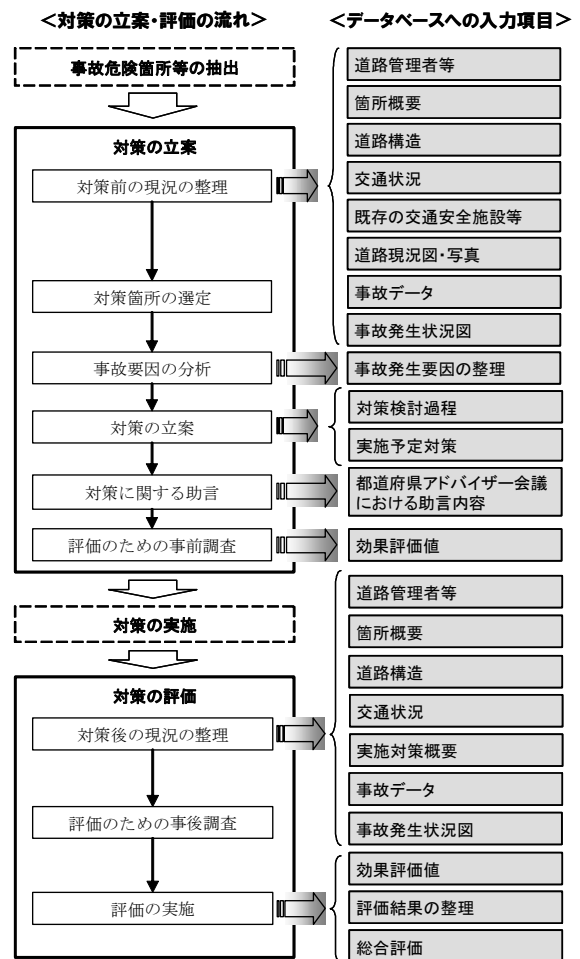 ＜対策の立案・評価の流れ＞
＜データベースへの入力項目＞
事故危険箇所等の抽出
対策の立案
対策前の現況の整理
対策箇所の選定
事故要因の分析
対策の立案
対策に関する助言
評価のための事前調査
道路管理者等
箇所概要
道路構造
交通状況
既存の交通安全施設等
道路現況図・写真
事故データ
事故発生状況図
事故発生要因の整理
対策検討過程
実施予定対策
都道府県アドバイザー会議
における助言内容
効果評価値
対策の実施
対策の評価
対策後の現況の整理
評価のための事後調査
評価の実施
道路管理者等
箇所概要
道路構造
交通状況
実施対策概要
事故データ
事故発生状況図
効果評価値
評価結果の整理
総合評価